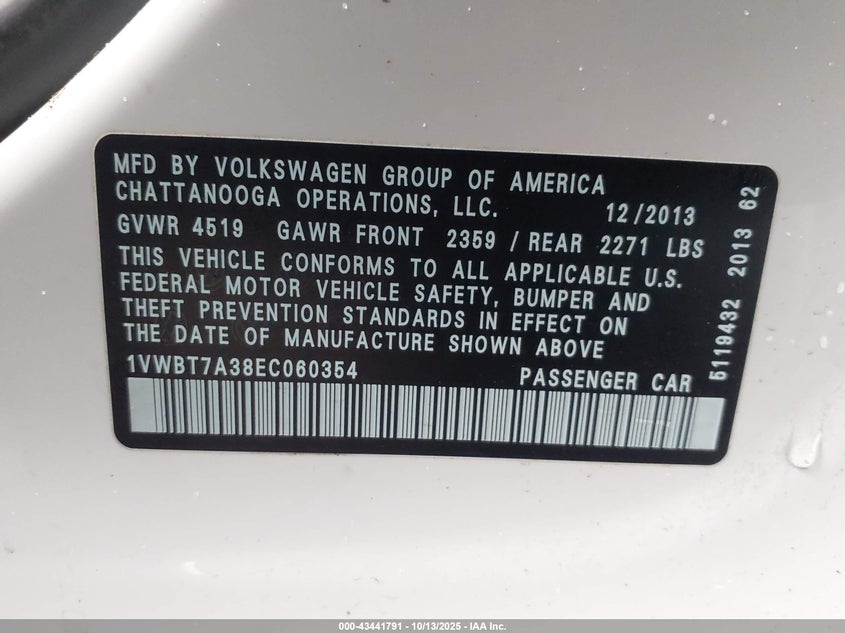 MFD BY VOLKSWAGEN GROUP OF AMERICA
CHATTANOOGA OPERATIONS, LLC. 12/2013
GVWR 4519 GAWR FRONT 2359 / REAR 2271 LBS
THIS VEHICLE CONFORMS TO ALL APPLICABLE U.S.
FEDERAL MOTOR VEHICLE SAFETY, BUMPER AND
THEFT PREVENTION STANDARDS IN EFFECT ON
THE DATE OF MANUFACTURE SHOWN ABOVE
1VWBT7A38EC060354 PASSENGER CAR
5119432 2013 62
000-43441791 - 10/13/2025 - IAA Inc.